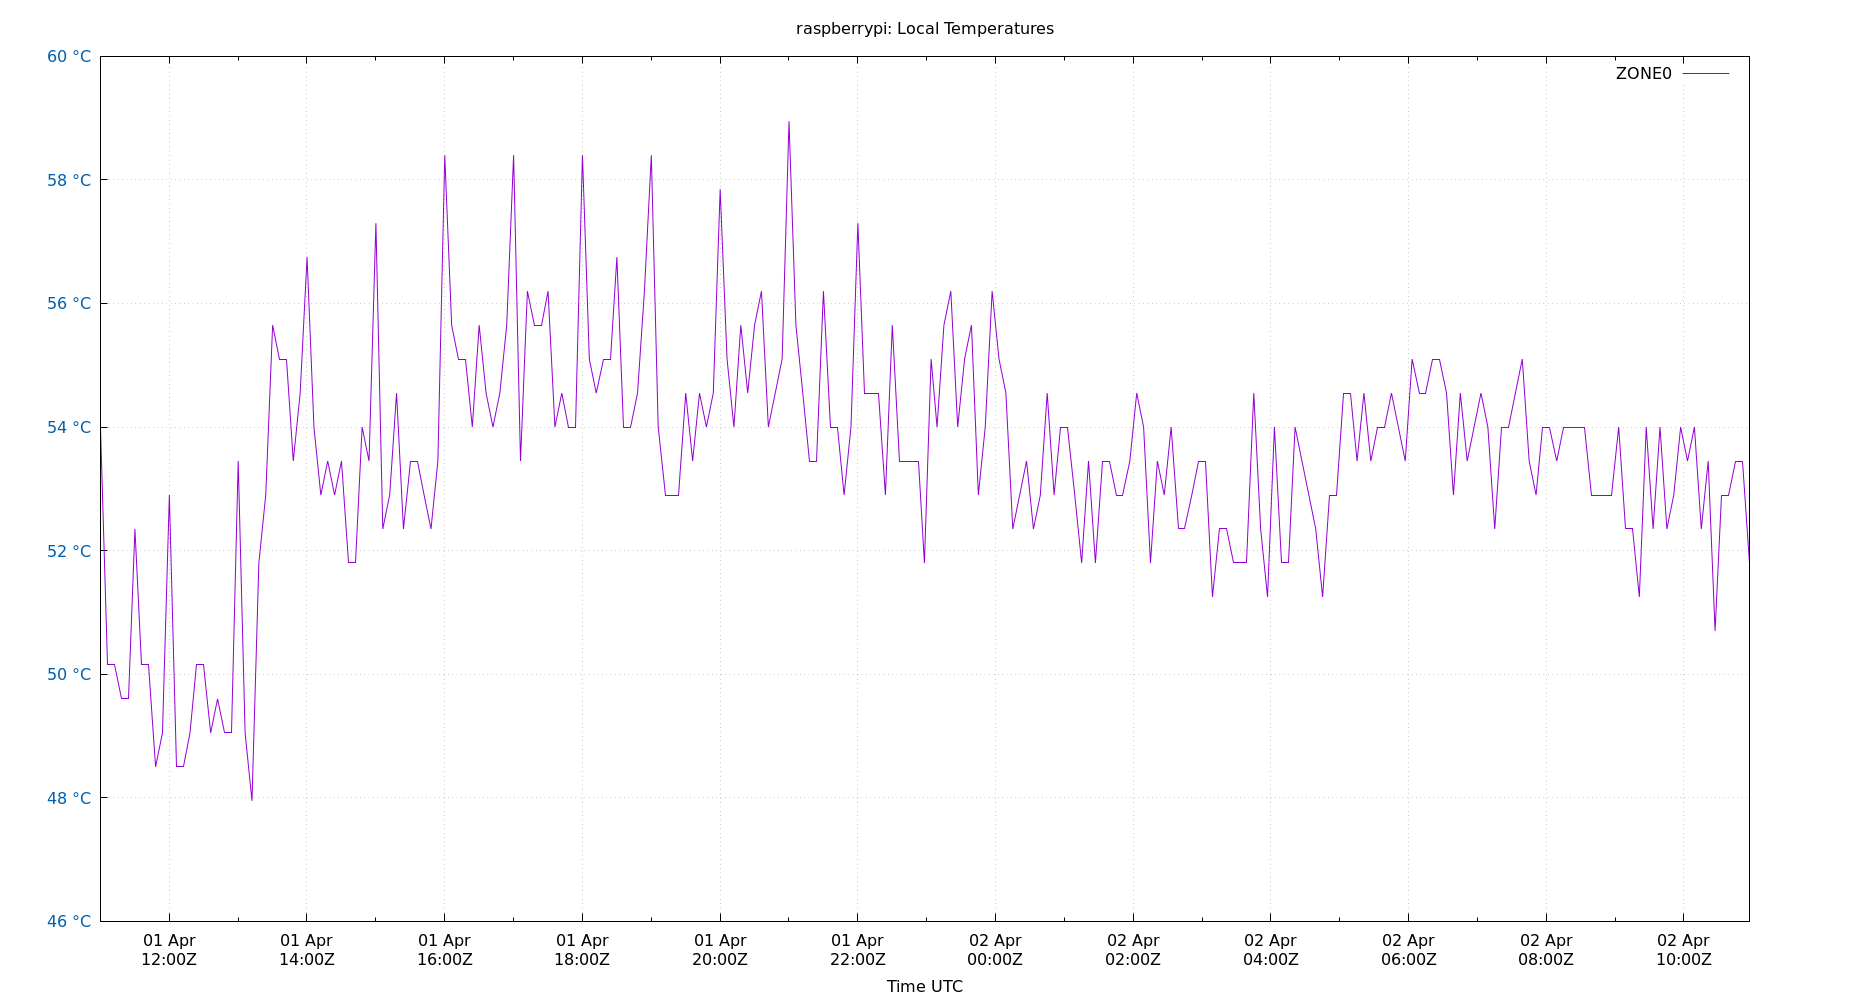 raspberrypi: Local Temperatures
60 °C
ZONE0
58 °C
56 °C
54 °C
52 °C
50 °C
48 °C
46 °C
01 Apr 01 Apr 01 Apr 01 Apr 01 Apr 01 Apr 02 Apr 02 Apr 02 Apr 02 Apr 02 Apr 02 Apr
12:00Z 14:00Z 16:00Z 18:00Z 20:00Z 22:00Z 00:00Z 02:00Z 04:00Z 06:00Z 08:00Z 10:00Z
Time UTC